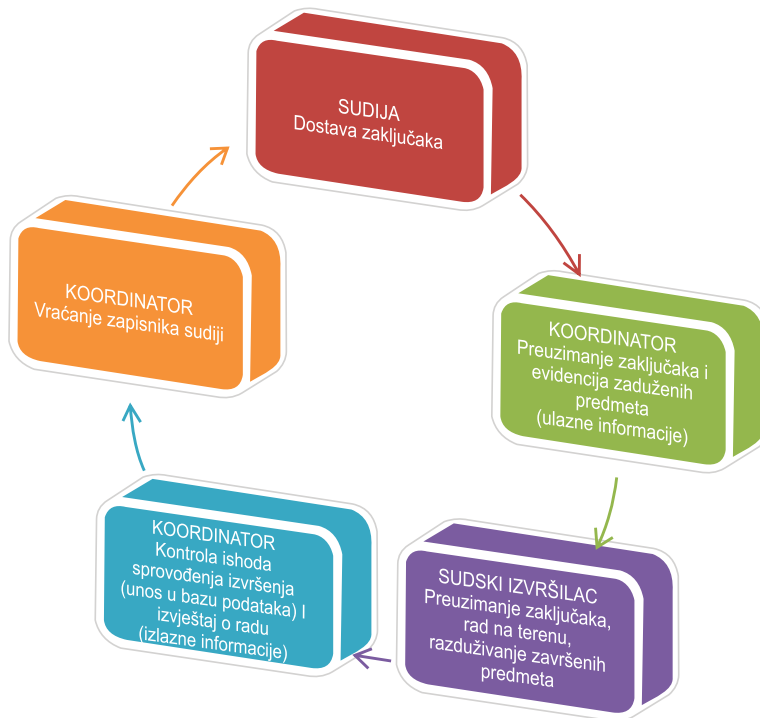 SUDIJA
Dostava zaključaka
KOORDINATOR
Preuzimanje zaključaka i
evidencija zaduženih
predmeta
(ulazne informacije)
SUDSKI IZVRŠILAC
Preuzimanje zaključaka,
rad na terenu,
razduživanje završenih
predmeta
KOORDINATOR
Kontrola ishoda
sprovođenja izvršenja
(unos u bazu podataka) I
izvještaj o radu
(izlazne informacije)
KOORDINATOR
Vraćanje zapisnika sudiji